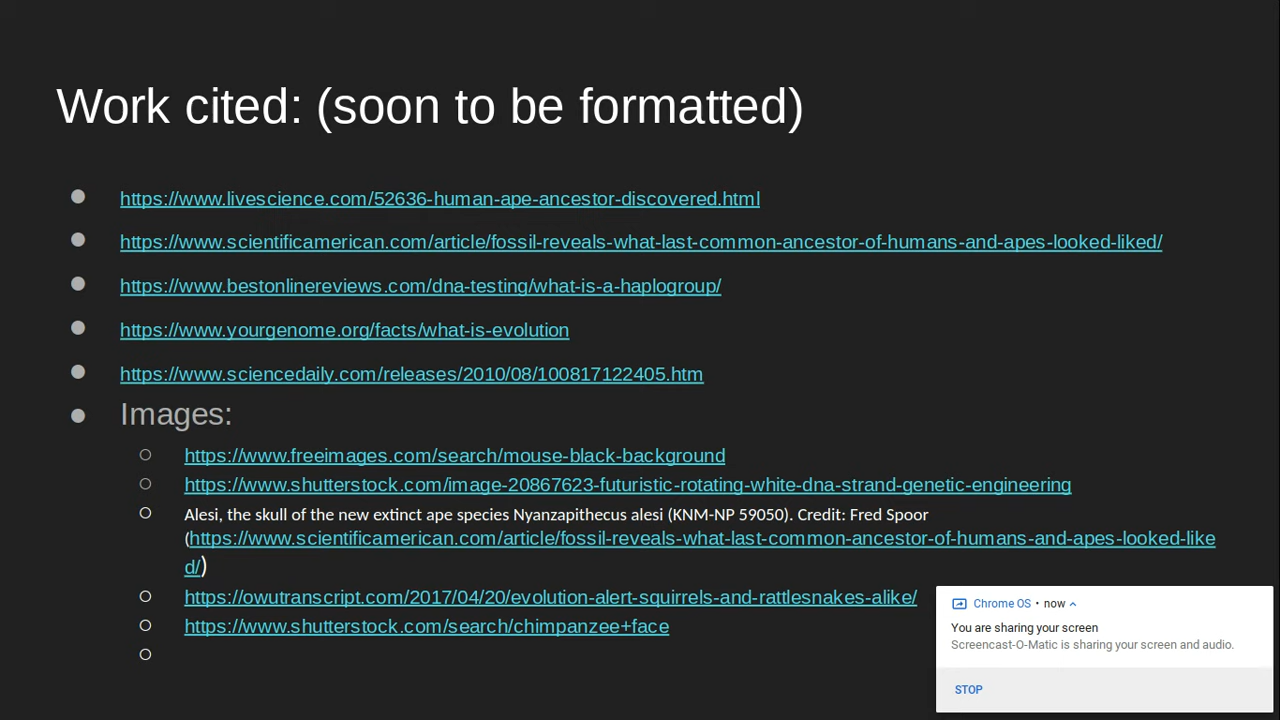 Work cited: (soon to be formatted)
https://www.livescience.com/52636-human-ape-ancestor-discovered.html
https://www.scientificamerican.com/article/fossil-reveals-what-last-common-ancestor-of-humans-and-apes-looked-liked/
https://www.bestonlinereviews.com/dna-testing/what-is-a-haplogroup/
https://www.yourgenome.org/facts/what-is-evolution
https://www.sciencedaily.com/releases/2010/08/100817122405.htm
Images:
https://www.freeimages.com/search/mouse-black-background
https://www.shutterstock.com/image-20867623-futuristic-rotating-white-dna-strand-genetic-engineering
Alesi, the skull of the new extinct ape species Nyanzapithecus alesi (KNM-NP 59050). Credit: Fred Spoor
(https://www.scientificamerican.com/article/fossil-reveals-what-last-common-ancestor-of-humans-and-apes-looked-like
d/)
https://owutranscript.com/2017/04/20/evolution-alert-squirrels-and-rattlesnakes-alike/
https://www.shutterstock.com/search/chimpanzee+face
Chrome OS • now
You are sharing your screen
Screencast-O-Matic is sharing your screen and audio.
STOP